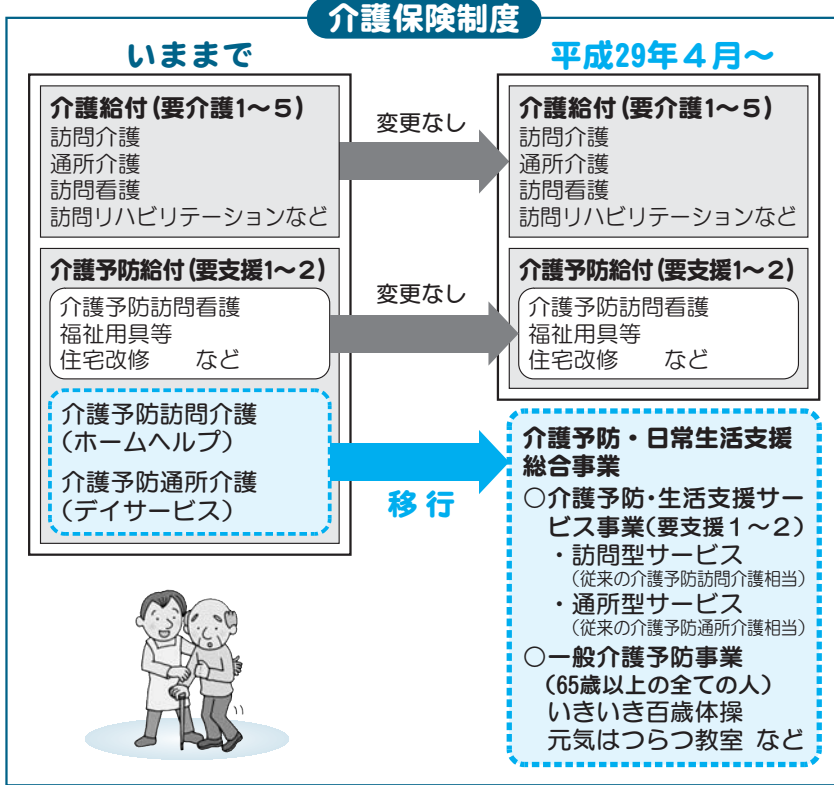 介護保険制度
いままで
介護給付(要介護1～5)
訪問介護
通所介護
訪問看護
訪問リハビリテーションなど
介護予防給付(要支援1～2)
介護予防訪問看護
福祉用具等
住宅改修　など
介護予防訪問介護
(ホームヘルプ)
介護予防通所介護
(デイサービス)
変更なし
変更なし
移行
平成29年４月～
介護給付(要介護1～5)
訪問介護
通所介護
訪問看護
訪問リハビリテーションなど
介護予防給付(要支援1～2)
介護予防訪問看護
福祉用具等
住宅改修　など
介護予防・日常生活支援
総合事業
○介護予防・生活支援サー
ビス事業(要支援１～２)
・訪問型サービス
(従来の介護予防訪問介護相当)
・通所型サービス
(従来の介護予防通所介護相当)
○一般介護予防事業
(65歳以上の全ての人)
いきいき百歳体操
元気はつらつ教室 など